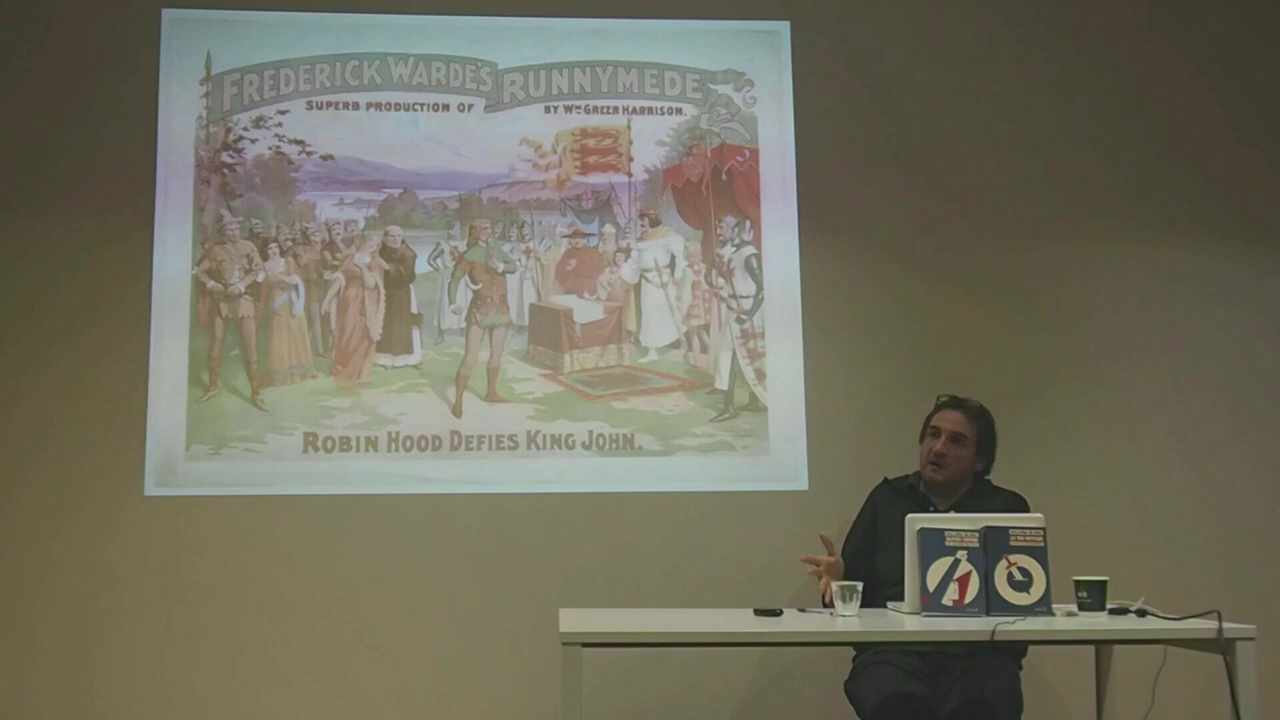 FREDERICK WARDE'S RUNNYMEDE
SUPERB PRODUCTION OF BY WM GREER HARRISON.
ROBIN HOOD DEFIES KING JOHN.